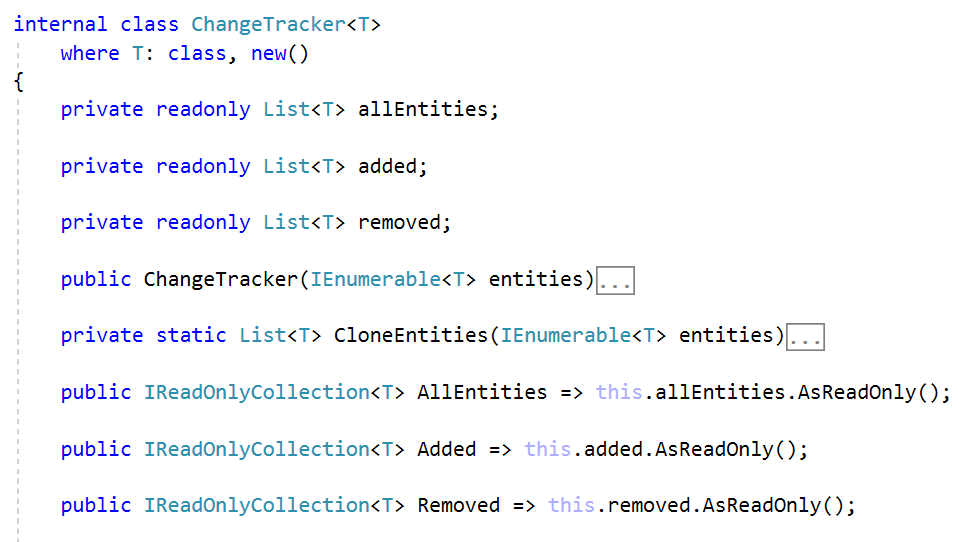 internal class ChangeTracker<T>
where T: class, new()
{
private readonly List<T> allEntities;
private readonly List<T> added;
private readonly List<T> removed;
public ChangeTracker(IEnumerable<T> entities)...
private static List<T> CloneEntities(IEnumerable<T> entities)...
public IReadOnlyCollection<T> AllEntities => this.allEntities.AsReadOnly();
public IReadOnlyCollection<T> Added => this.added.AsReadOnly();
public IReadOnlyCollection<T> Removed => this.removed.AsReadOnly();